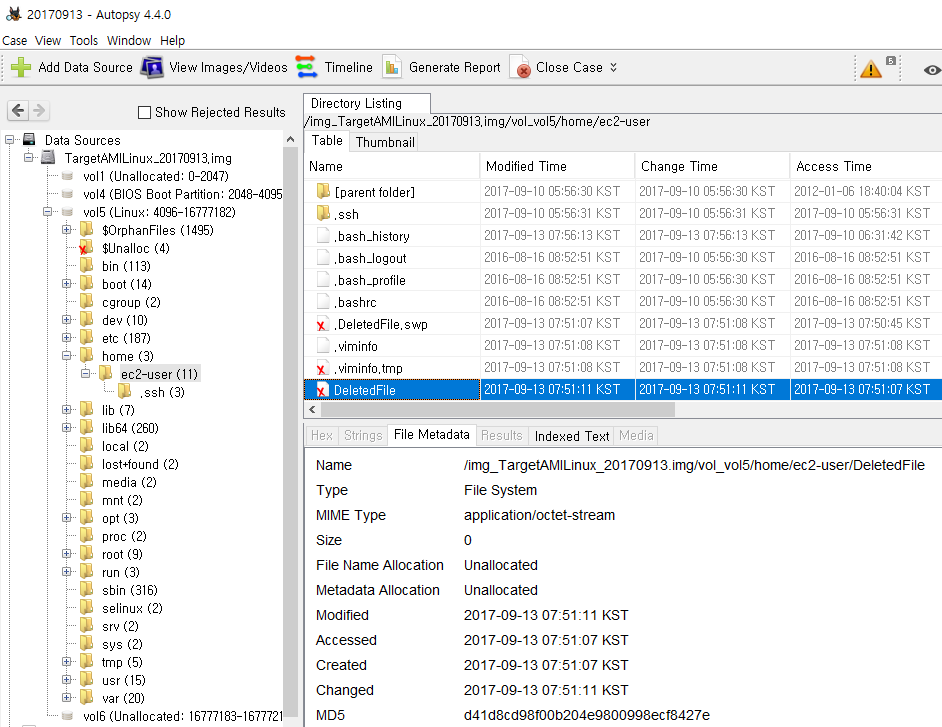 20170913 - Autopsy 4.4.0
Case View Tools Window Help
Add Data Source View Images/Videos Timeline Generate Report Close Case 5
Show Rejected Results
Data Sources
TargetAMILinux_20170913.img
vol1 (Unallocated: 0-2047)
vol4 (BIOS Boot Partition: 2048-4095
vol5 (Linux: 4096-16777182)
$OrphanFiles (1495)
$Unalloc (4)
bin (113)
boot (14)
cgroup (2)
dev (10)
etc (187)
home (3)
ec2-user (11)
.ssh (3)
lib (7)
lib64 (260)
local (2)
lost+found (2)
media (2)
mnt (2)
opt (3)
proc (2)
root (9)
run (3)
sbin (316)
selinux (2)
srv (2)
sys (2)
tmp (5)
usr (15)
var (20)
vol6 (Unallocated: 16777183-1677721
Directory Listing
/img_TargetAMILinux_20170913.img/vol_vol5/home/ec2-user
Table Thumbnail
Name Modified Time Change Time Access Time
[parent folder] 2017-09-10 05:56:30 KST 2017-09-10 05:56:30 KST 2012-01-06 18:40:04 KST
.ssh 2017-09-10 05:56:31 KST 2017-09-10 05:56:31 KST 2017-09-10 05:56:31 KST
.bash_history 2017-09-13 07:56:13 KST 2017-09-13 07:56:13 KST 2017-09-10 06:31:42 KST
.bash_logout 2016-08-16 08:52:51 KST 2017-09-10 05:56:30 KST 2016-08-16 08:52:51 KST
.bash_profile 2016-08-16 08:52:51 KST 2017-09-10 05:56:30 KST 2016-08-16 08:52:51 KST
.bashrc 2016-08-16 08:52:51 KST 2017-09-10 05:56:30 KST 2016-08-16 08:52:51 KST
.DeletedFile.swp 2017-09-13 07:51:07 KST 2017-09-13 07:51:08 KST 2017-09-13 07:50:45 KST
.viminfo 2017-09-13 07:51:08 KST 2017-09-13 07:51:08 KST 2017-09-13 07:51:08 KST
.viminfo.tmp 2017-09-13 07:51:08 KST 2017-09-13 07:51:08 KST 2017-09-13 07:51:08 KST
DeletedFile 2017-09-13 07:51:11 KST 2017-09-13 07:51:11 KST 2017-09-13 07:51:07 KST
Hex Strings File Metadata Results Indexed Text Media
Name /img_TargetAMILinux_20170913.img/vol_vol5/home/ec2-user/DeletedFile
Type File System
MIME Type application/octet-stream
Size 0
File Name Allocation Unallocated
Metadata Allocation Unallocated
Modified 2017-09-13 07:51:11 KST
Accessed 2017-09-13 07:51:07 KST
Created 2017-09-13 07:51:07 KST
Changed 2017-09-13 07:51:11 KST
MD5 d41d8cd98f00b204e9800998ecf8427e